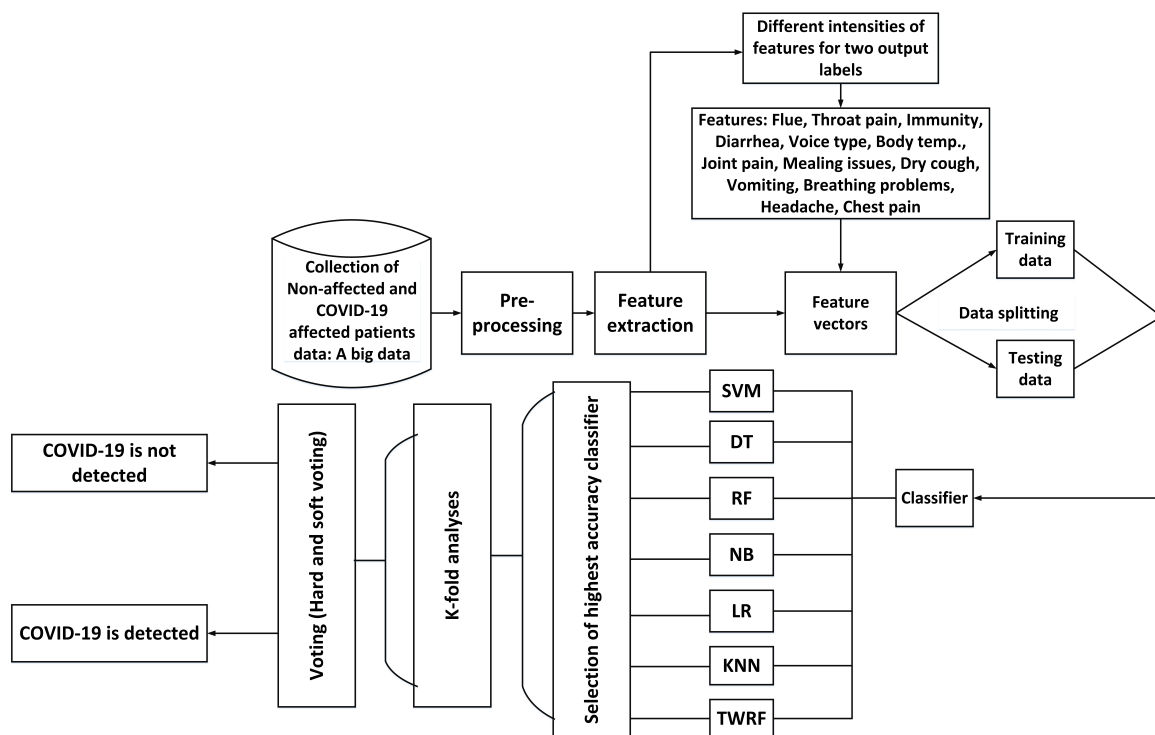 Different intensities of
features for two output
labels
Features: Flue, Throat pain, Immunity,
Diarrhea, Voice type, Body temp.,
Joint pain, Mealing issues, Dry cough,
Vomiting, Breathing problems,
Headache, Chest pain
Collection of
Non-affected and
COVID-19
affected patients
data: A big data
Pre-
processing
Feature
extraction
Feature
vectors
Training
data
Data splitting
Testing
data
Classifier
SVM
DT
RF
NB
LR
KNN
TWRF
Selection of highest accuracy classifier
K-fold analyses
Voting (Hard and soft voting)
COVID-19 is not
detected
COVID-19 is detected